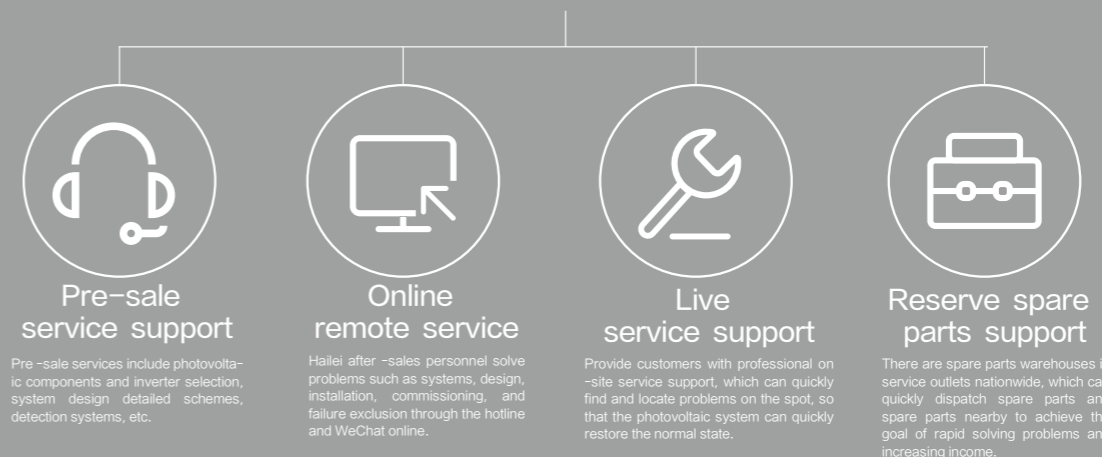 Pre-sale
service support
Pre -sale services include photovolta-
ic components and inverter selection,
system design detailed schemes,
detection systems, etc.
Online
remote service
Hailei after -sales personnel solve
problems such as systems, design,
installation, commissioning, and
failure exclusion through the hotline
and WeChat online.
Live
service support
Provide customers with professional on
-site service support, which can quickly
find and locate problems on the spot, so
that the photovoltaic system can quickly
restore the normal state.
Reserve spare
parts support
There are spare parts warehouses
service outlets nationwide, which
quickly dispatch spare parts
spare parts nearby to achieve
goal of rapid solving problems
increasing income.